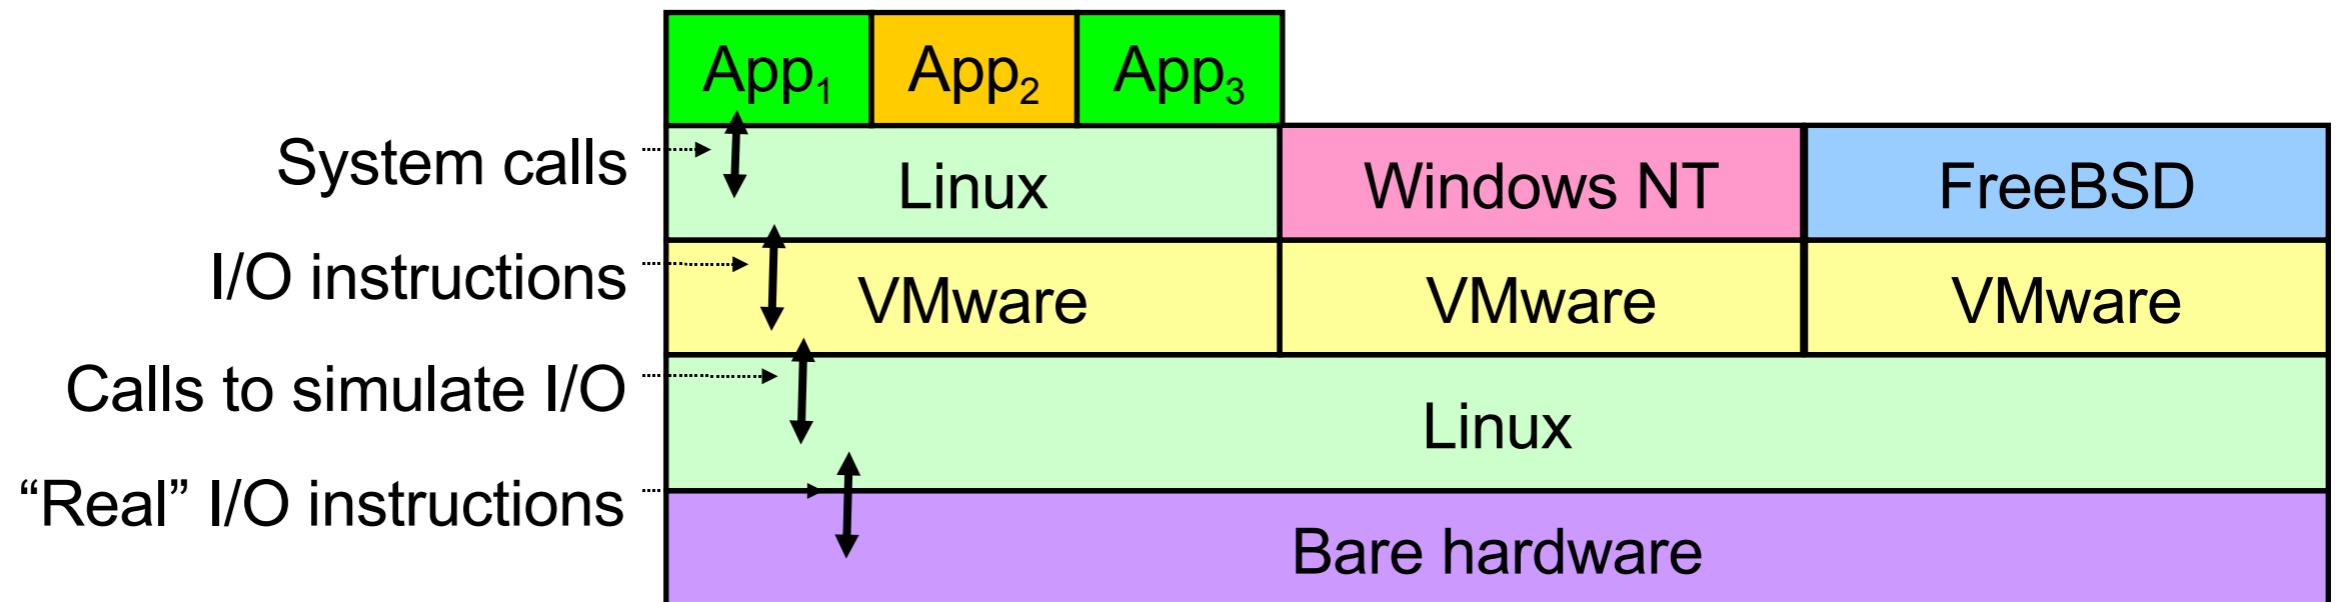 App₁ App₂ App₃
System calls
Linux Windows NT FreeBSD
I/O instructions
VMware VMware VMware
Calls to simulate I/O
Linux
“Real” I/O instructions
Bare hardware